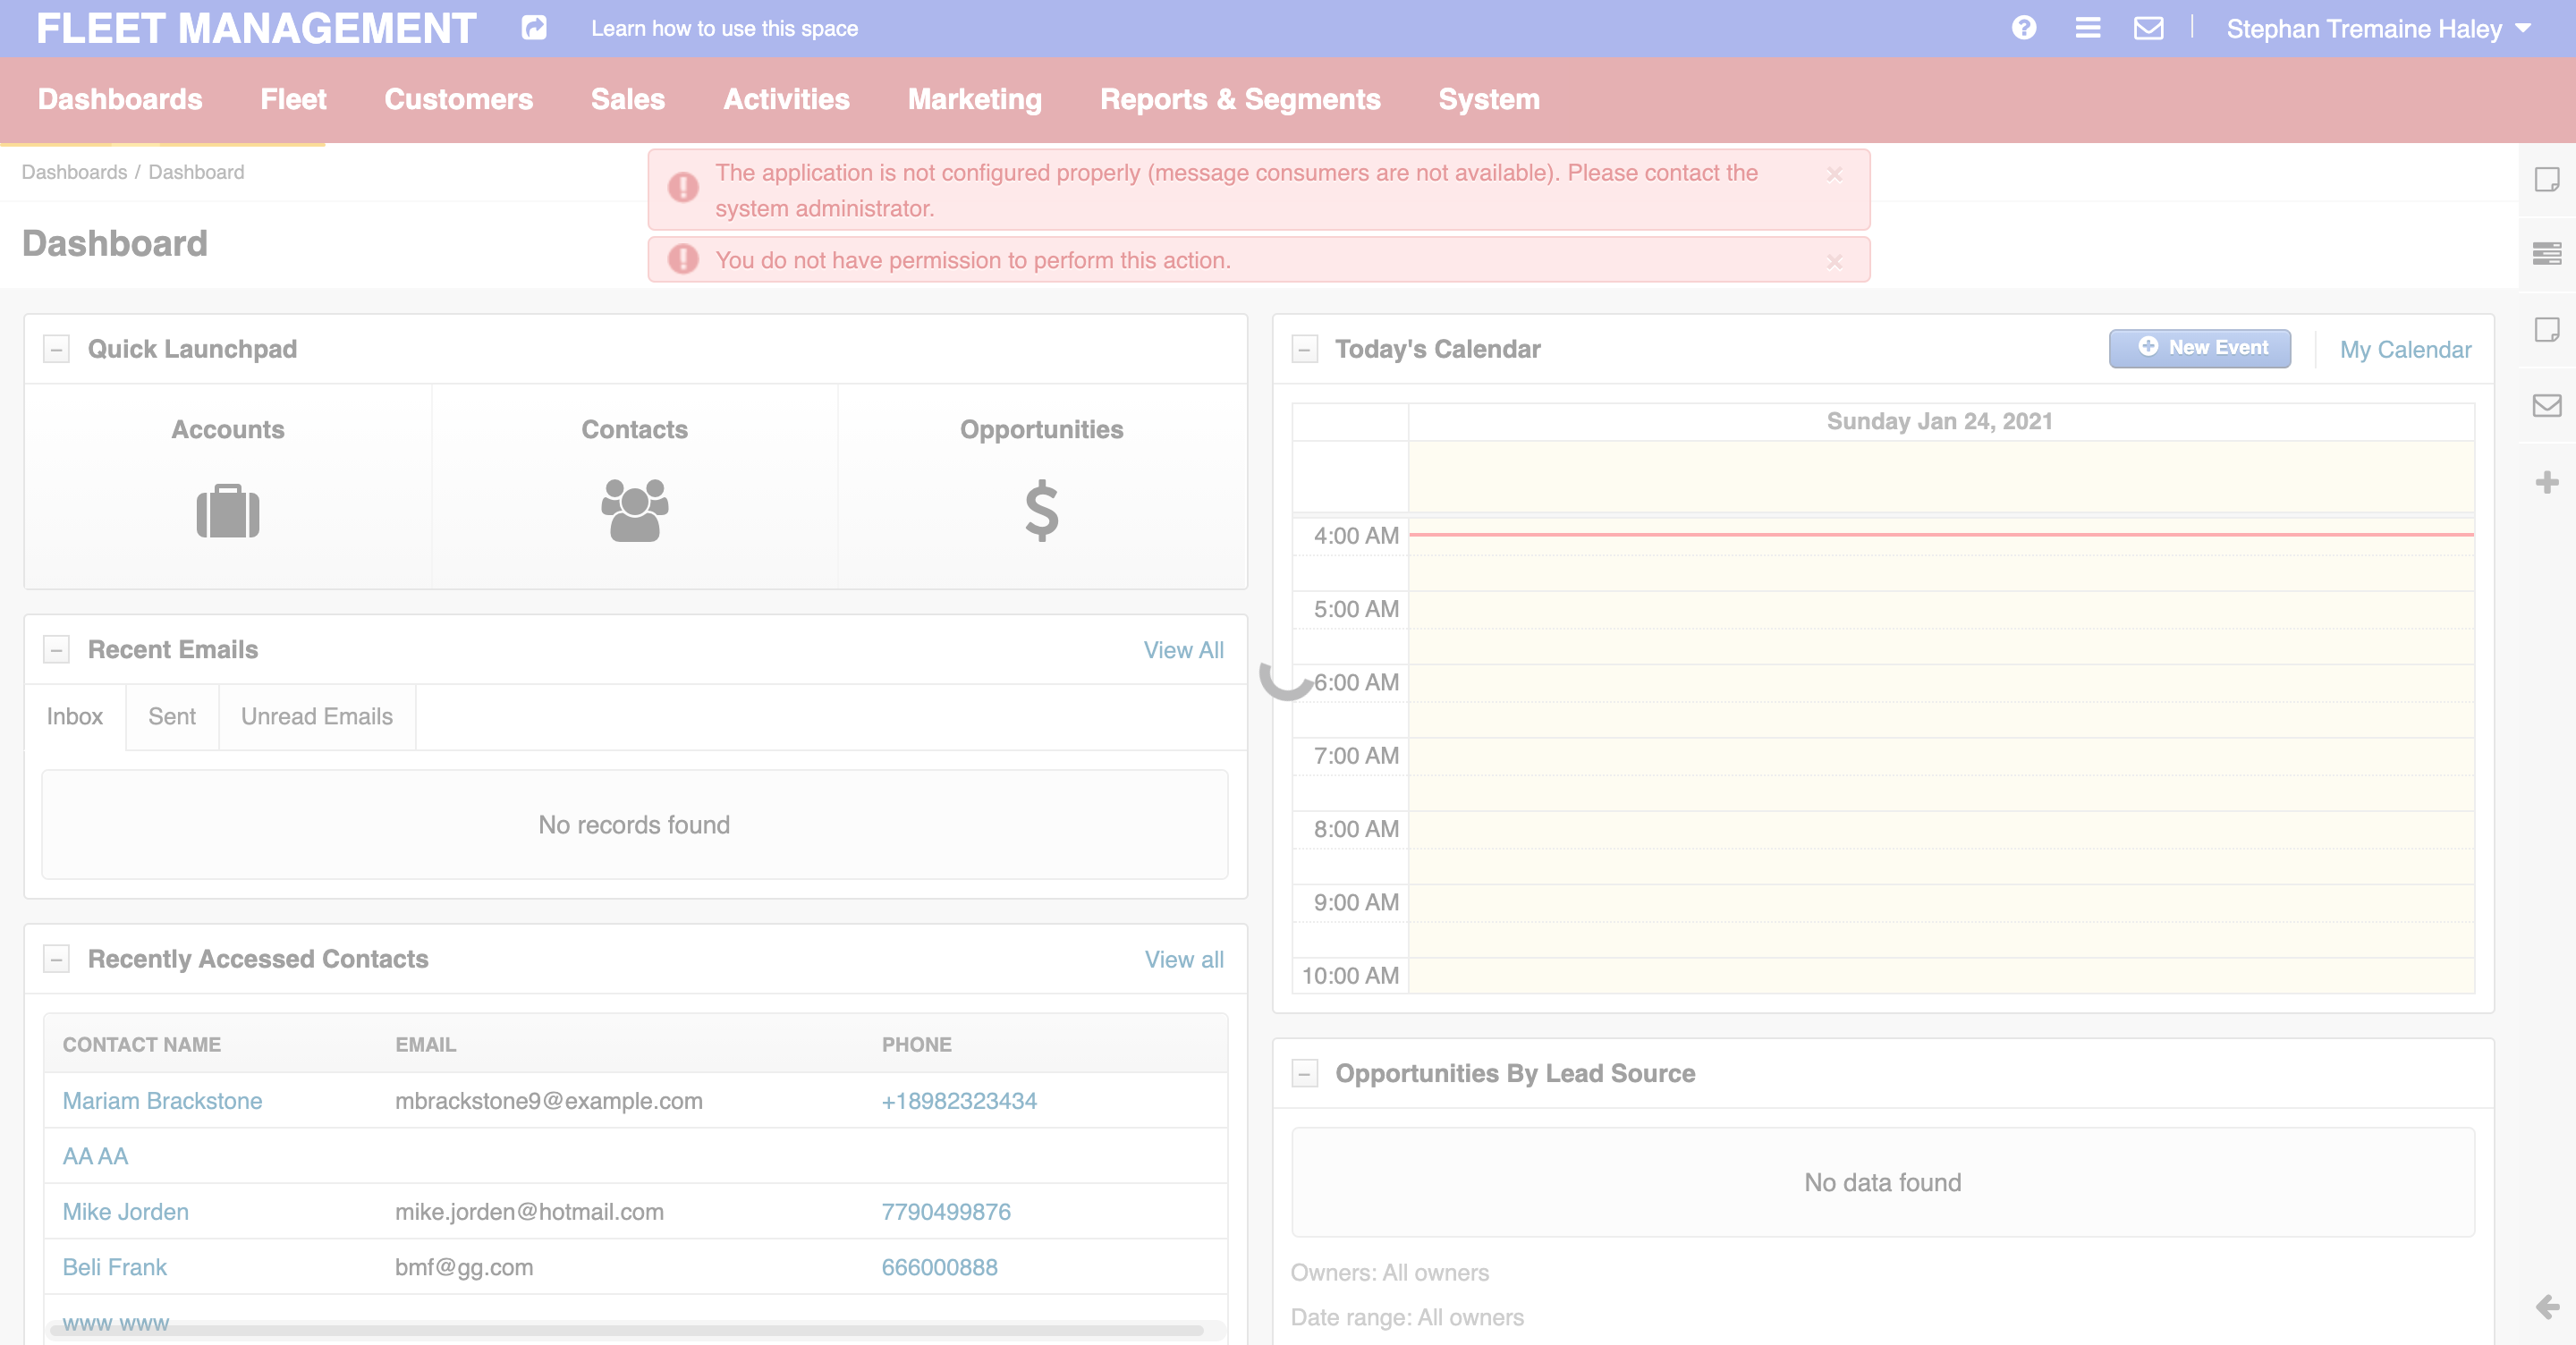 FLEET MANAGEMENT
Learn how to use this space
Stephan Tremaine Haley
Dashboards Fleet Customers Sales Activities Marketing Reports & Segments System
Dashboards / Dashboard
The application is not configured properly (message consumers are not available). Please contact the
system administrator.
You do not have permission to perform this action.
Dashboard
Quick Launchpad
Accounts Contacts Opportunities
Recent Emails View All
Inbox Sent Unread Emails
No records found
Recently Accessed Contacts View all
CONTACT NAME EMAIL PHONE
Mariam Brackstone mbrackstone9@example.com +18982323434
AA AA
Mike Jorden mike.jorden@hotmail.com 7790499876
Beli Frank bmf@gg.com 666000888
www www
Today's Calendar New Event My Calendar
Sunday Jan 24, 2021
4:00 AM
5:00 AM
6:00 AM
7:00 AM
8:00 AM
9:00 AM
10:00 AM
Opportunities By Lead Source
No data found
Owners: All owners
Date range: All owners